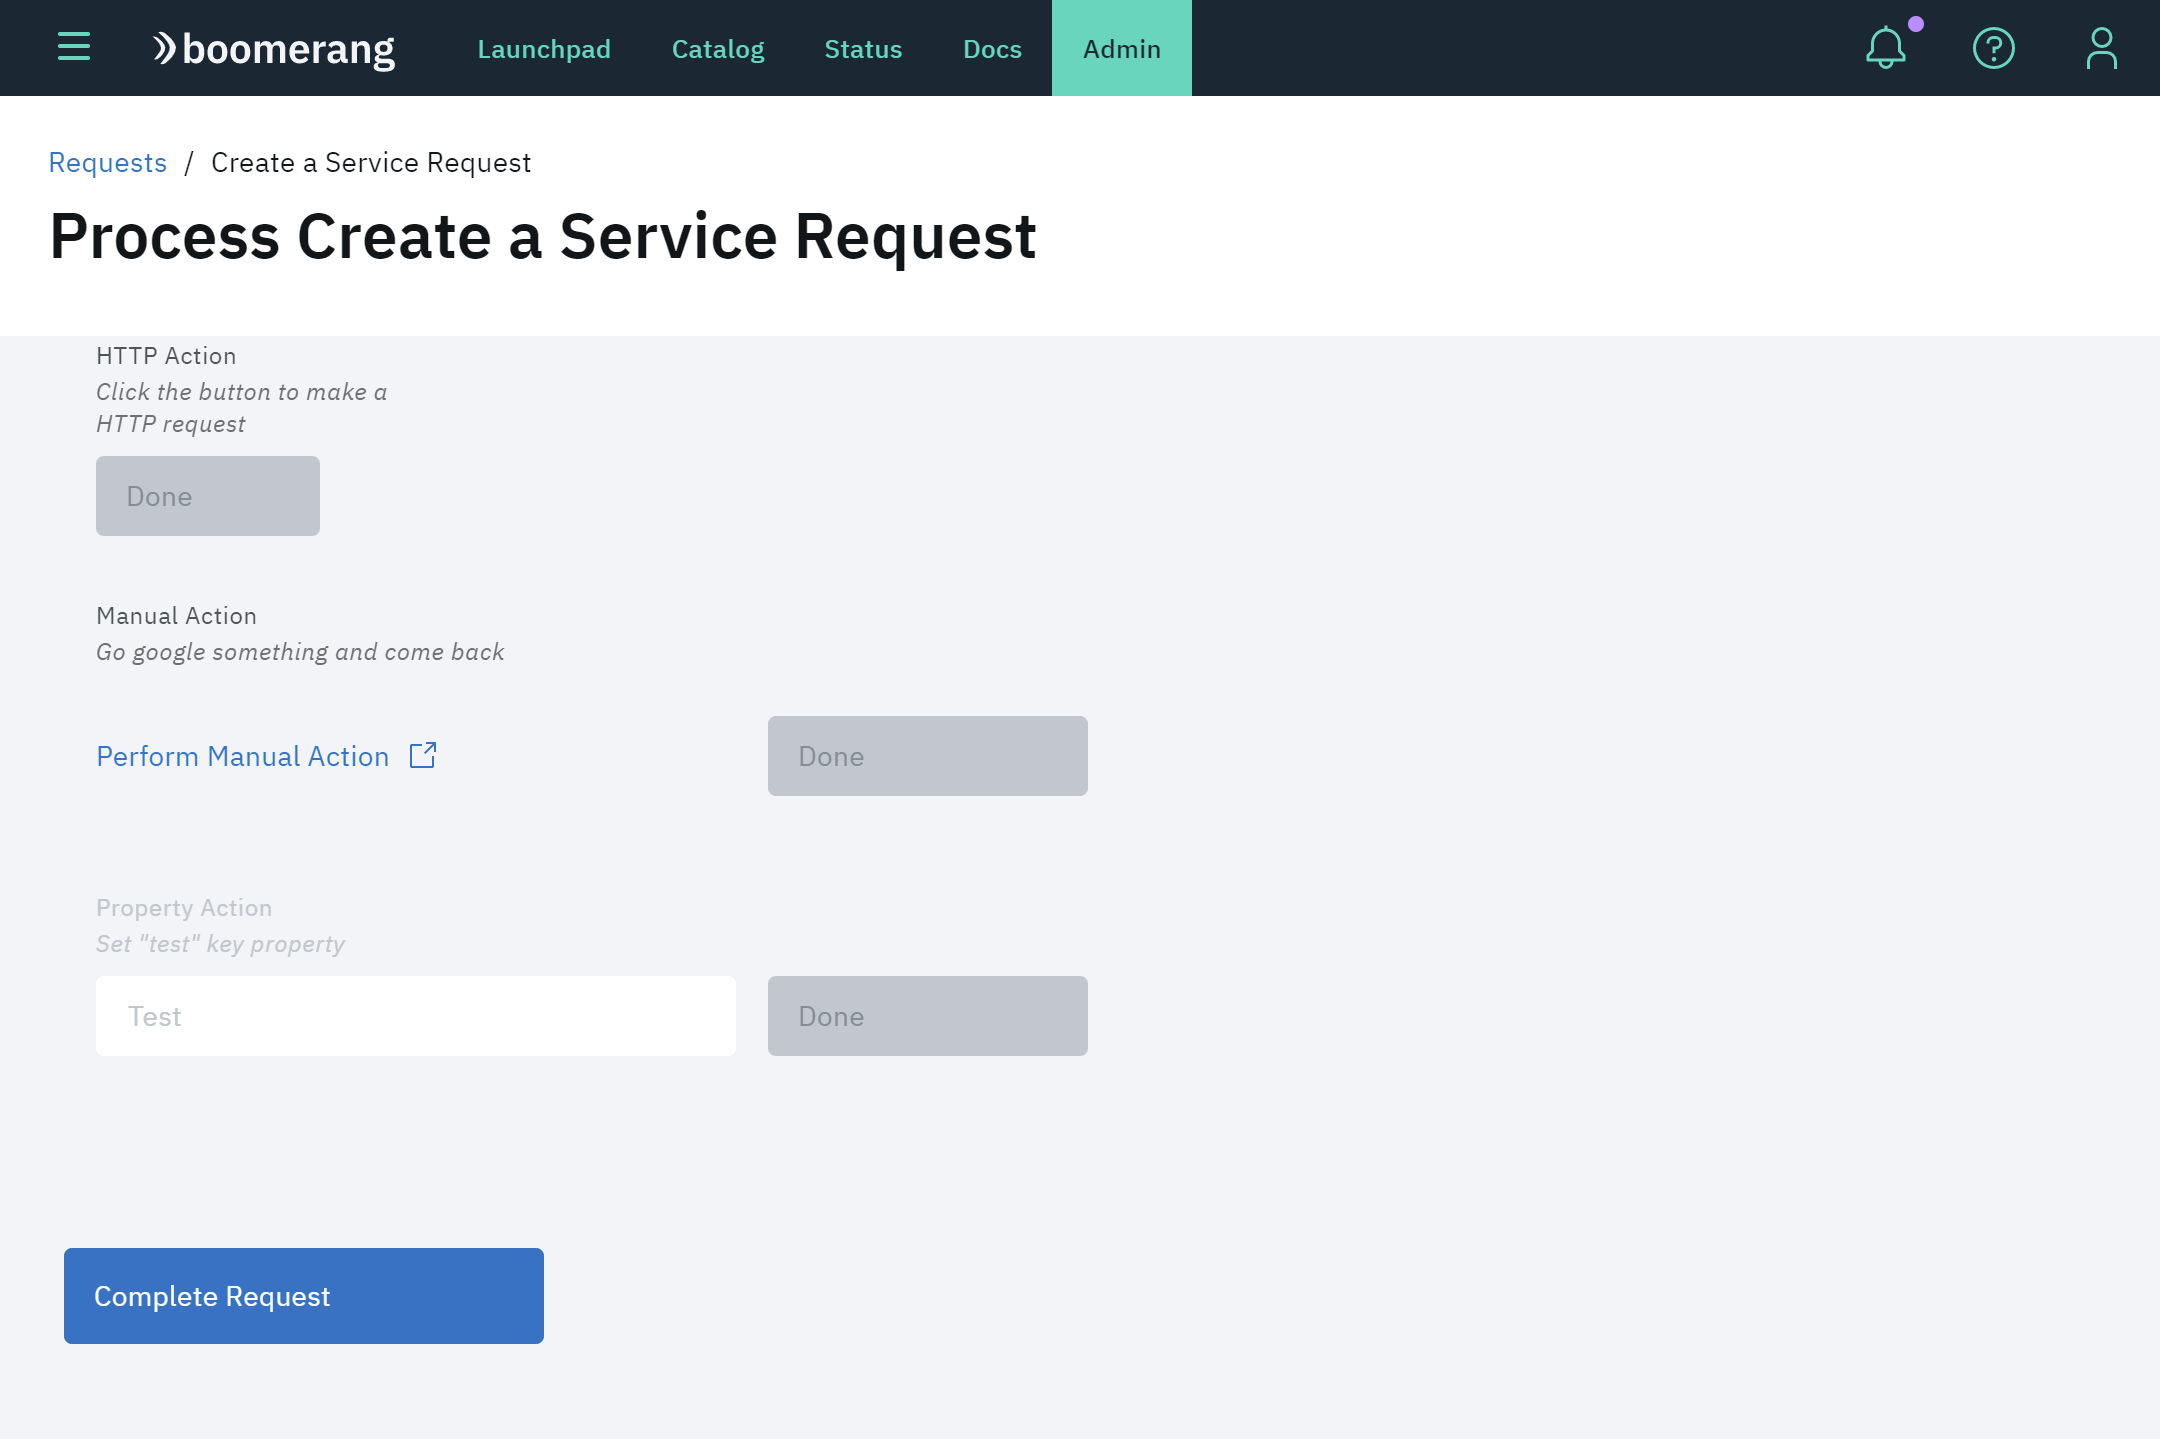 boomerang Launchpad Catalog Status Docs Admin
Requests / Create a Service Request
Process Create a Service Request
HTTP Action
Click the button to make a
HTTP request
Done
Manual Action
Go google something and come back
Perform Manual Action Done
Property Action
Set "test" key property
Test Done
Complete Request